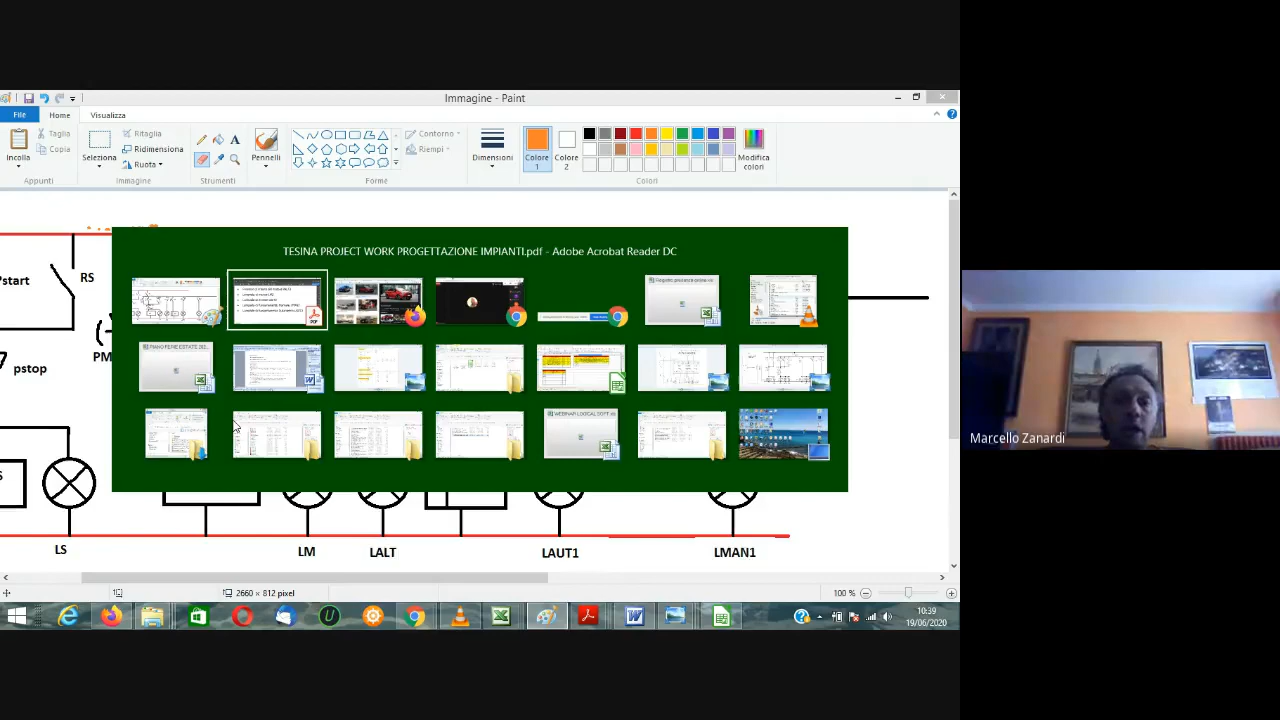 Immagine - Paint
File
Home
Visualizza
Incolla
Taglia
Copia
Appunti
Seleziona
Ritaglia
Ridimensiona
Ruota
Immagine
Strumenti
Pennelli
Contorno
Riempi
Forme
Dimensioni
Colore 1
Colore 2
Modifica colori
Colori
TESINA PROJECT WORK PROGETTAZIONE IMPIANTI.pdf - Adobe Acrobat Reader DC
Pstart
RS
PM
pstop
LS
LM
LALT
LAUT1
LMAN1
2660 × 812 pixel
100 %
10:39
19/06/2020
Marcello Zanardi